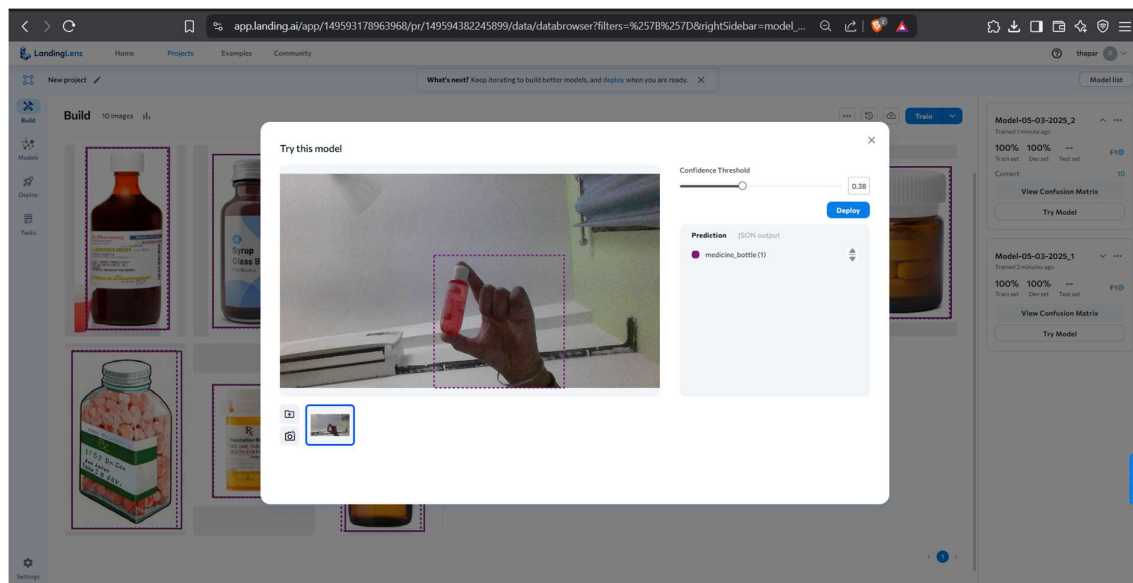 app.landing.ai/app/149593178963968/pr/149594382245899/data/databrowser?filters=%257B%257D&rightSidebar=model_...
LandingLens Home Projects Examples Community thapar
New project What's next? Keep iterating to build better models, and deploy when you are ready. Model list
Build
Models
Deploy
Tasks
Settings
Build 10 images Train
Try this model
Confidence Threshold
0.38
Deploy
Prediction JSON output
medicine_bottle (1)
Model-05-03-2025_2
Trained 1 minute ago
100% 100% -- F1
Train set Dev set Test set
Correct 10
View Confusion Matrix
Try Model
Model-05-03-2025_1
Trained 2 minutes ago
100% 100% -- F1
Train set Dev set Test set
View Confusion Matrix
Try Model
Syrup
Glass B
Rx
1